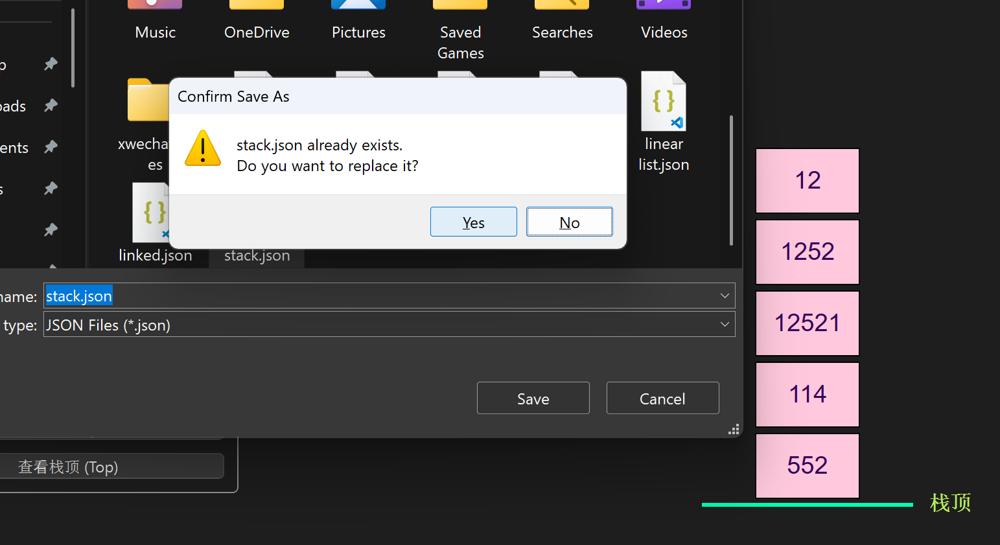 Music
OneDrive
Pictures
Saved
Games
Searches
Videos
p
oads
ents
s
xwecha
es
linear
list.json
linked.json
stack.json
Confirm Save As
stack.json already exists.
Do you want to replace it?
Yes
No
name:
stack.json
type:
JSON Files (*.json)
Save
Cancel
查看栈顶 (Top)
12
1252
12521
114
552
栈顶